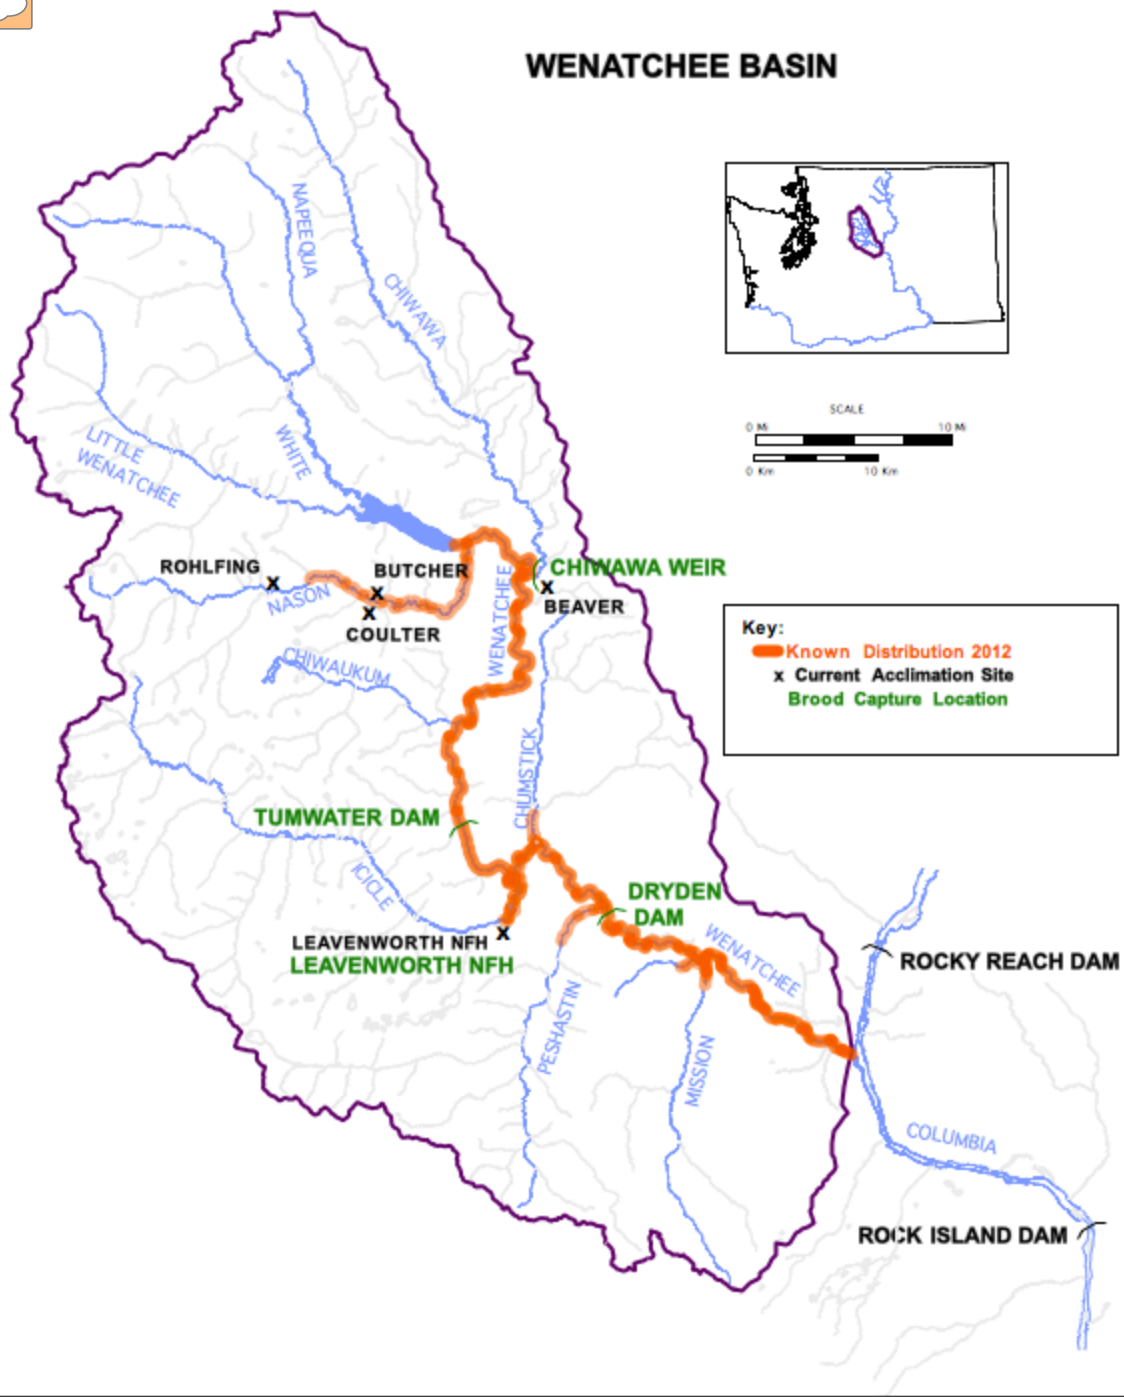 WENATCHEE BASIN
NAPEEQUA
CHIWAWA
SCALE
0 Mi 10 Mi
0 Km 10 Km
LITTLE
WENATCHEE
WHITE
ROHLFING
BUTCHER
NASON
COULTER
WENATCHEE
CHIWAWA WEIR
BEAVER
CHIWAUKUM
Key:
Known Distribution 2012
x Current Acclimation Site
Brood Capture Location
CHUMSTICK
TUMWATER DAM
ICICLE
DRYDEN
DAM
LEAVENWORTH NFH
LEAVENWORTH NFH
WENATCHEE
ROCKY REACH DAM
PESHASTIN
MISSION
COLUMBIA
ROCK ISLAND DAM